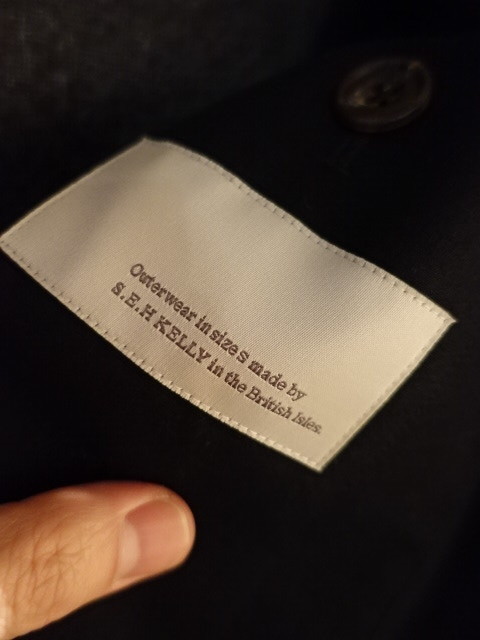 Outerwear in size s made by
S.E.H KELLY in the British Isles.